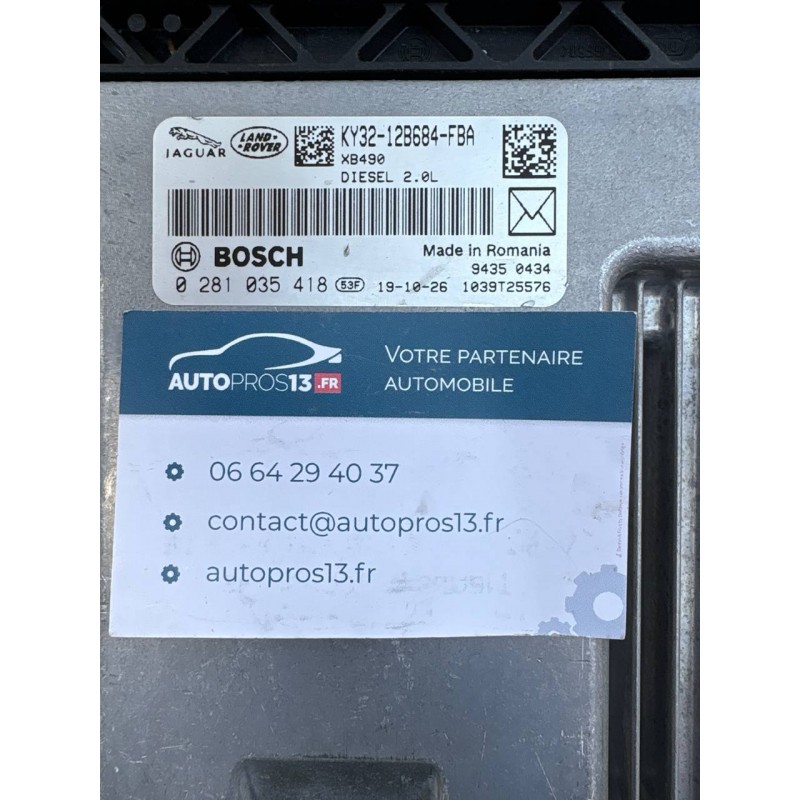 JAGUAR
LAND-
-ROVER
KY32-12B684-FBA
XB490
DIESEL 2.0L
BOSCH
Made in Romania
9435 0434
0 281 035 418 53F 19-10-26 1039T25576
AUTOPROS13.FR
VOTRE PARTENAIRE
AUTOMOBILE
06 64 29 40 37
contact@autopros13.fr
autopros13.fr